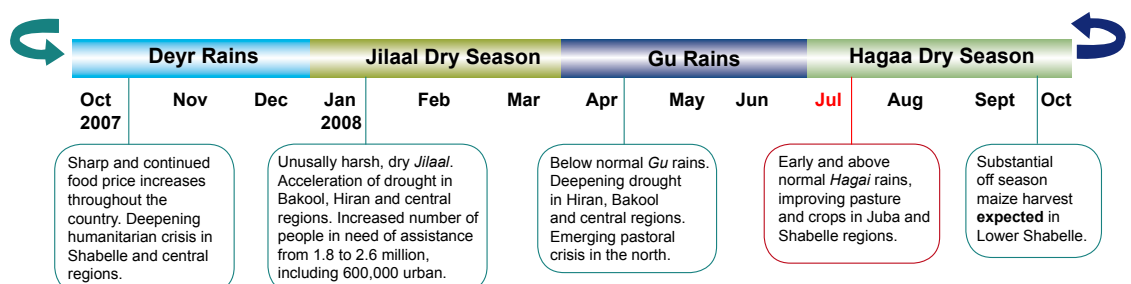 Deyr Rains
Jilaal Dry Season
Gu Rains
Hagaa Dry Season
Oct Nov Dec Jan Feb Mar Apr May Jun Jul Aug Sept Oct
2007 2008
Sharp and continued
food price increases
throughout the
country. Deepening
humanitarian crisis in
Shabelle and central
regions.
Unusally harsh, dry Jilaal.
Acceleration of drought in
Bakool, Hiran and central
regions. Increased number of
people in need of assistance
from 1.8 to 2.6 million,
including 600,000 urban.
Below normal Gu rains.
Deepening drought
in Hiran, Bakool
and central regions.
Emerging pastoral
crisis in the north.
Early and above
normal Hagai rains,
improving pasture
and crops in Juba and
Shabelle regions.
Substantial
off season
maize harvest
expected in
Lower Shabelle.